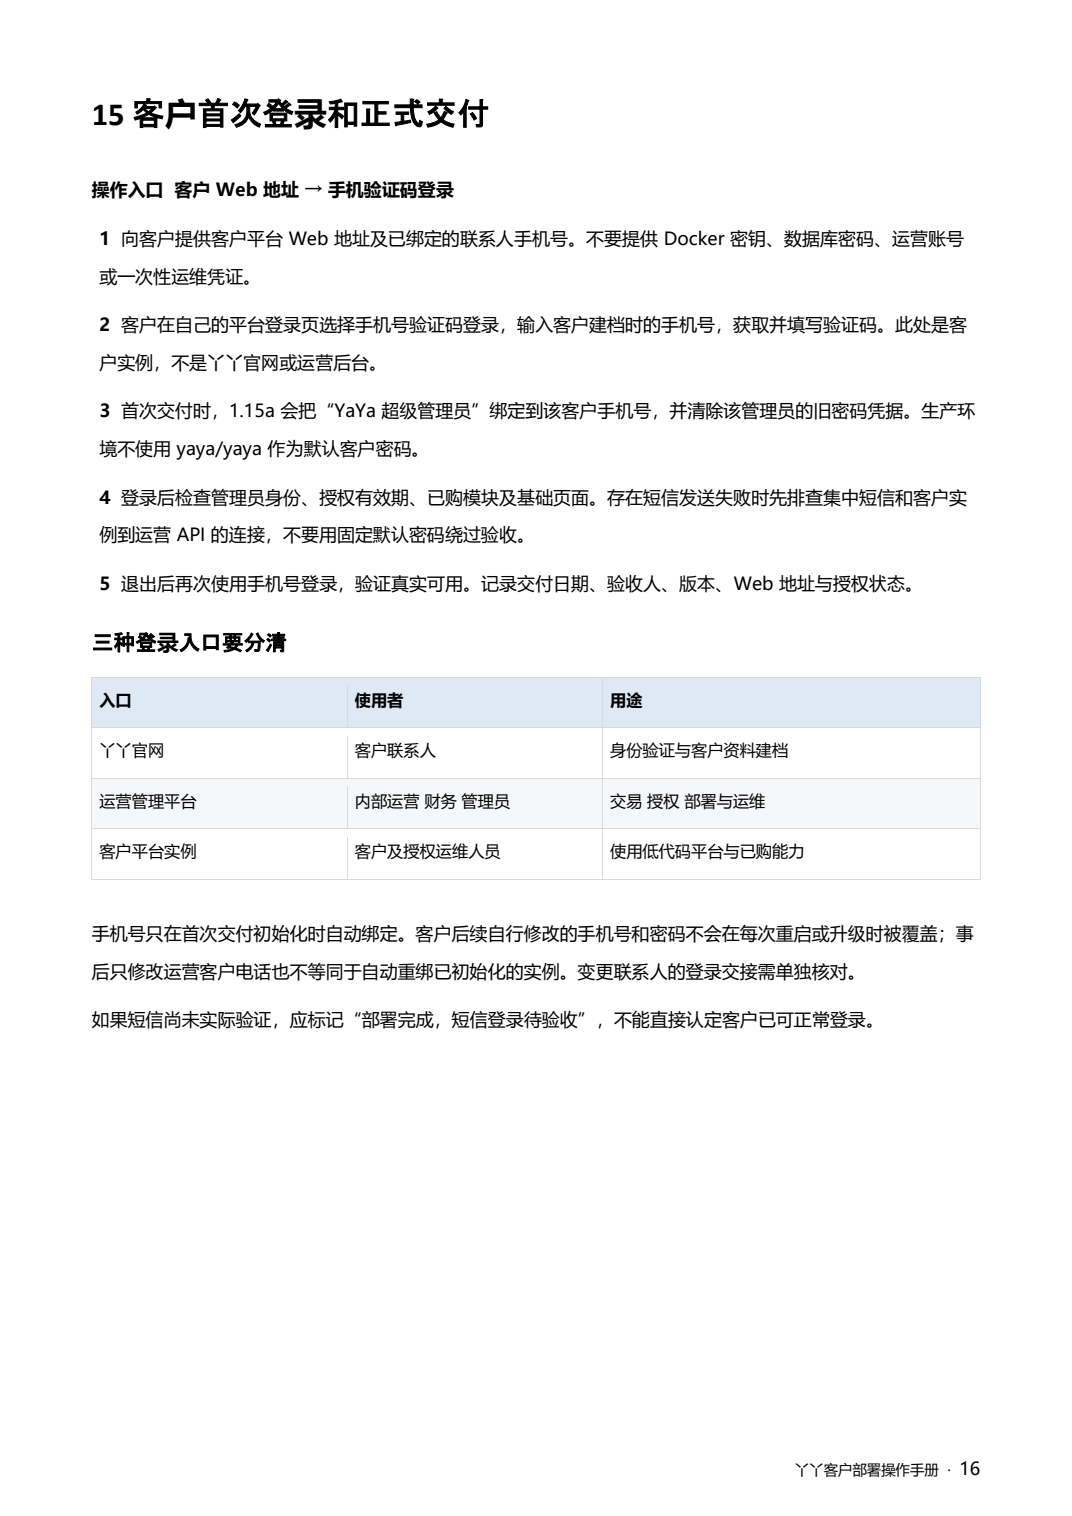 15 客户首次登录和正式交付
操作入口 客户 Web 地址 → 手机验证码登录
1 向客户提供客户平台 Web 地址及已绑定的联系人手机号。不要提供 Docker 密钥、数据库密码、运营账号
或一次性运维凭证。
2 客户在自己的平台登录页选择手机号验证码登录，输入客户建档时的手机号，获取并填写验证码。此处是客
户实例，不是丫丫官网或运营后台。
3 首次交付时，1.15a 会把“YaYa 超级管理员”绑定到该客户手机号，并清除该管理员的旧密码凭据。生产环
境不使用 yaya/yaya 作为默认客户密码。
4 登录后检查管理员身份、授权有效期、已购模块及基础页面。存在短信发送失败时先排查集中短信和客户实
例到运营 API 的连接，不要用固定默认密码绕过验收。
5 退出后再次使用手机号登录，验证真实可用。记录交付日期、验收人、版本、Web 地址与授权状态。
三种登录入口要分清
入口 使用者 用途
丫丫官网 客户联系人 身份验证与客户资料建档
运营管理平台 内部运营 财务 管理员 交易 授权 部署与运维
客户平台实例 客户及授权运维人员 使用低代码平台与已购能力
手机号只在首次交付初始化时自动绑定。客户后续自行修改的手机号和密码不会在每次重启或升级时被覆盖；事
后只修改运营客户电话也不等同于自动重绑已初始化的实例。变更联系人的登录交接需单独核对。
如果短信尚未实际验证，应标记“部署完成，短信登录待验收”，不能直接认定客户已可正常登录。
丫丫客户部署操作手册 · 16